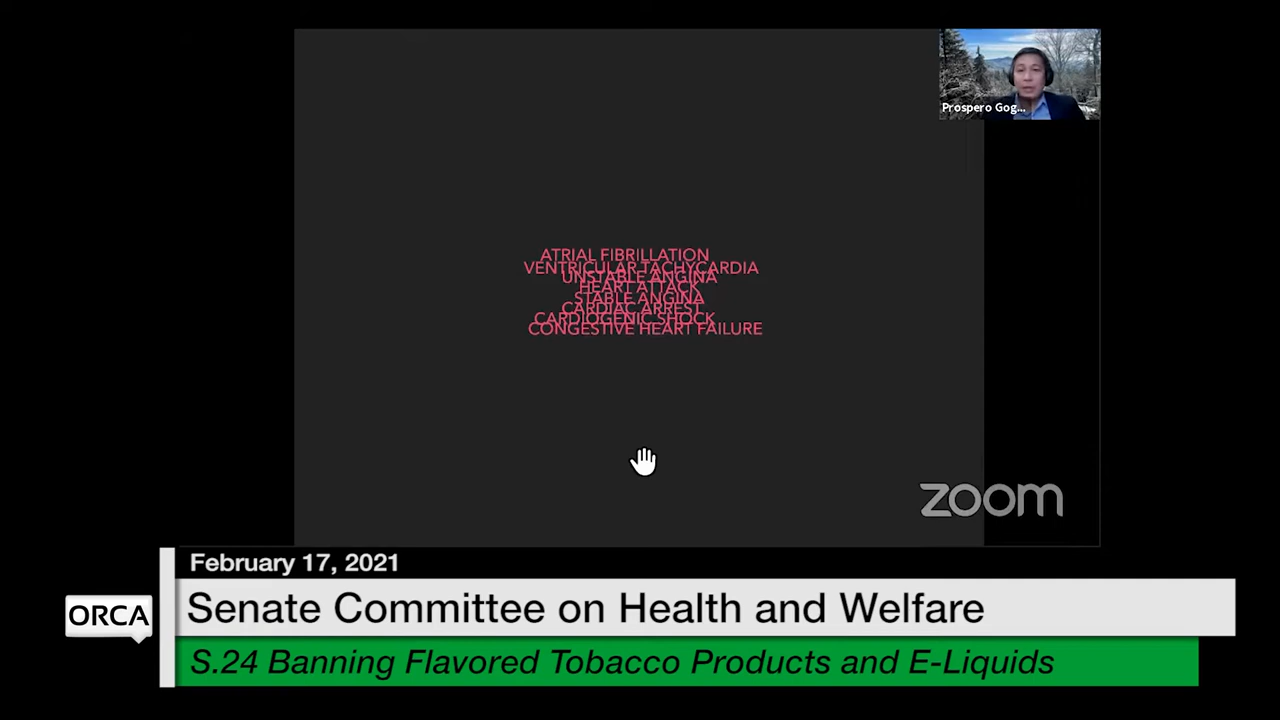 Prospero Gog...
ATRIAL FIBRILLATION
VENTRICULAR TACHYCARDIA
UNSTABLE ANGINA
HEART ATTACK
STABLE ANGINA
CARDIAC ARREST
CARDIOGENIC SHOCK
CONGESTIVE HEART FAILURE
zoom
February 17, 2021
ORCA
Senate Committee on Health and Welfare
S.24 Banning Flavored Tobacco Products and E-Liquids